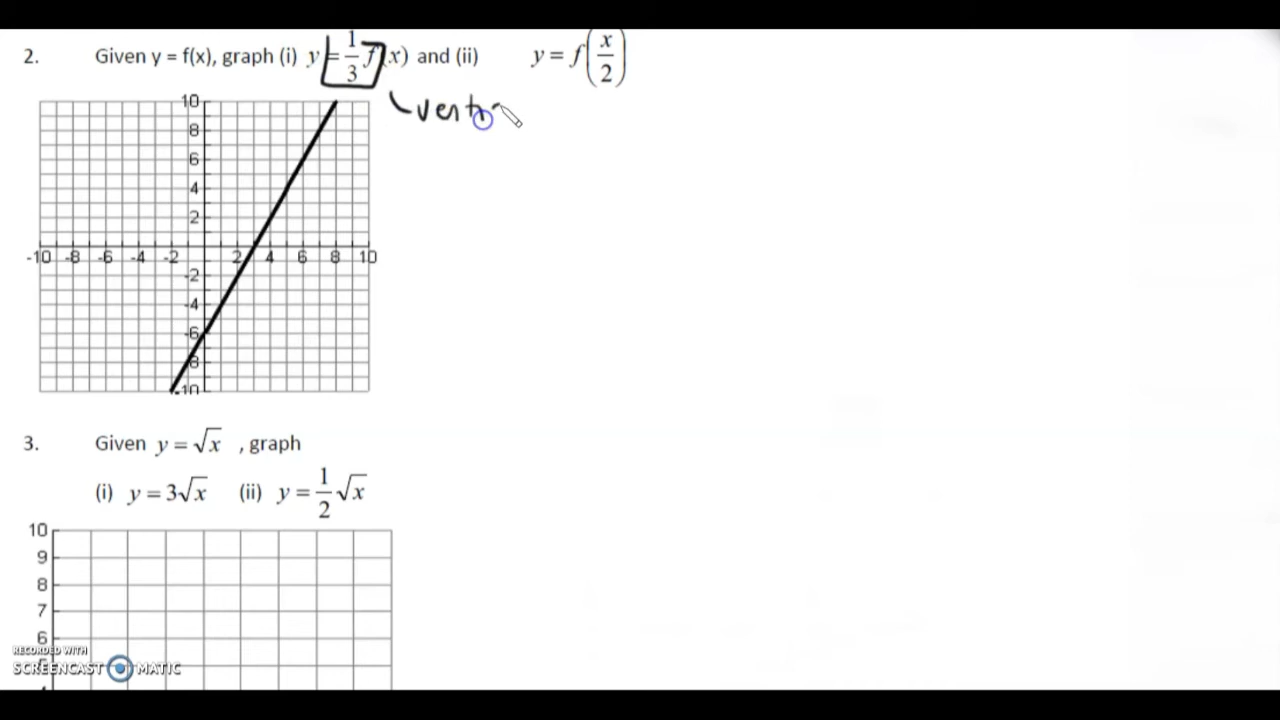 2. Given y = f(x), graph (i) y = 1/3 f(x) and (ii) y = f(x/2)
10
8
6
4
2
-10 -8 -6 -4 -2 2 4 6 8 10
-2
-4
-6
-8
-10
3. Given y = √x , graph
(i) y = 3√x (ii) y = 1/2 √x
10
9
8
7
6
RECORDED WITH
SCREENCAST MATIC